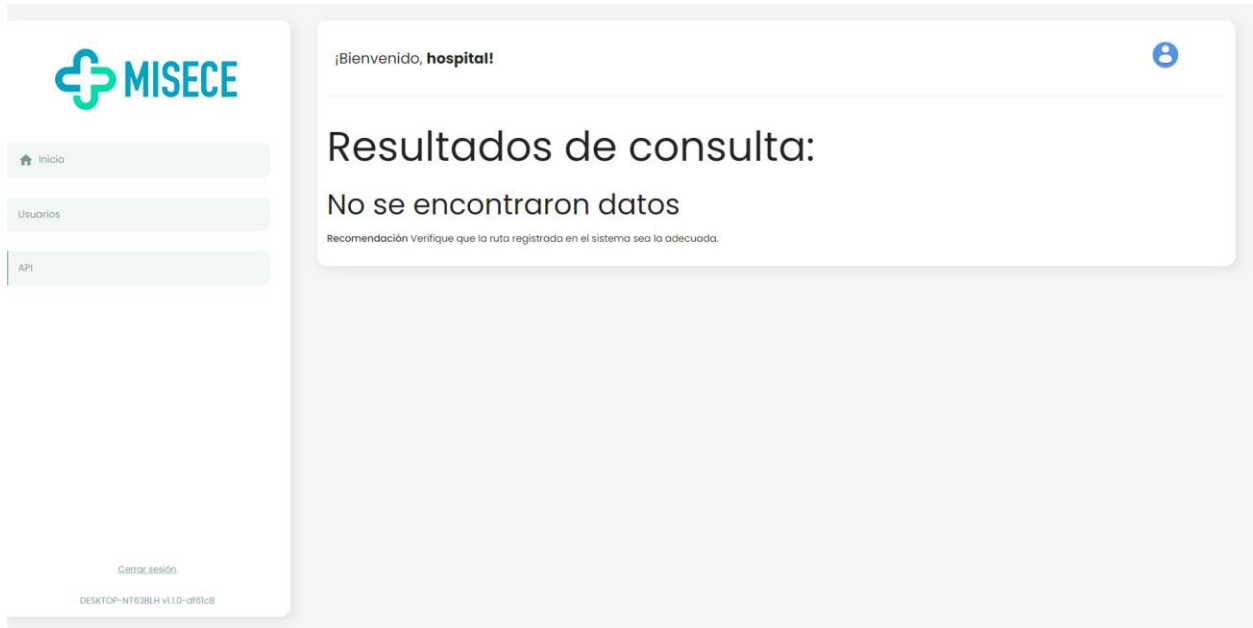 MISECE
Inicio
Usuarios
API
Cerrar sesión
DESKTOP-NT63BLH v1.1.0-df61c8
¡Bienvenido, hospital!
Resultados de consulta:
No se encontraron datos
Recomendación Verifique que la ruta registrada en el sistema sea la adecuada.